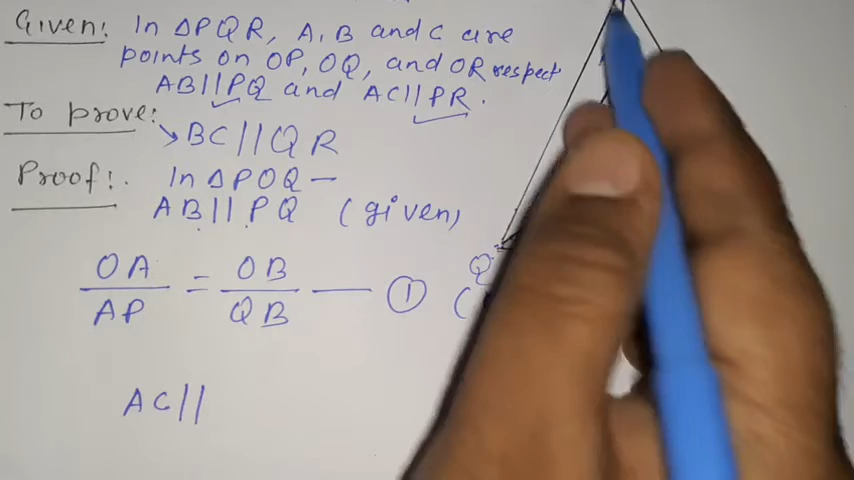 Given: In ΔPQR, A, B and C are
points on OP, OQ, and OR respect
AB||PQ and AC||PR.
To prove:
→ BC||QR
Proof:. In ΔPOQ—
AB||PQ (given)
OA/AP = OB/QB — ①
Q
(
AC||